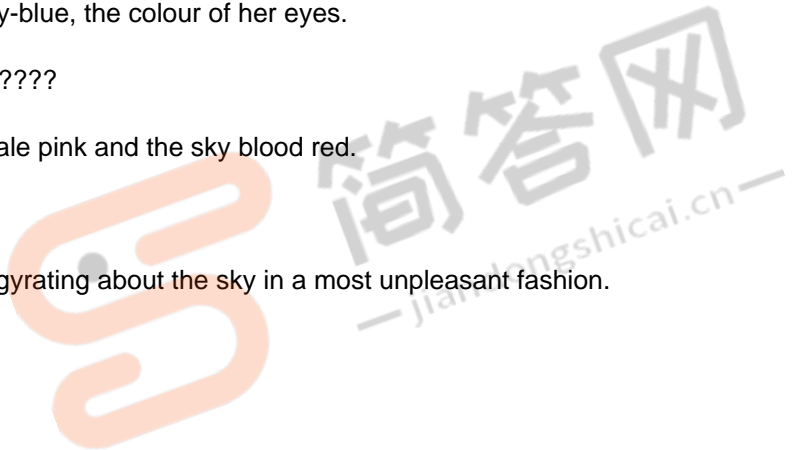 y-blue, the colour of her eyes.
????
ale pink and the sky blood red.
gyrating about the sky in a most unpleasant fashion.
简答网
— jiandongshicai.cn —